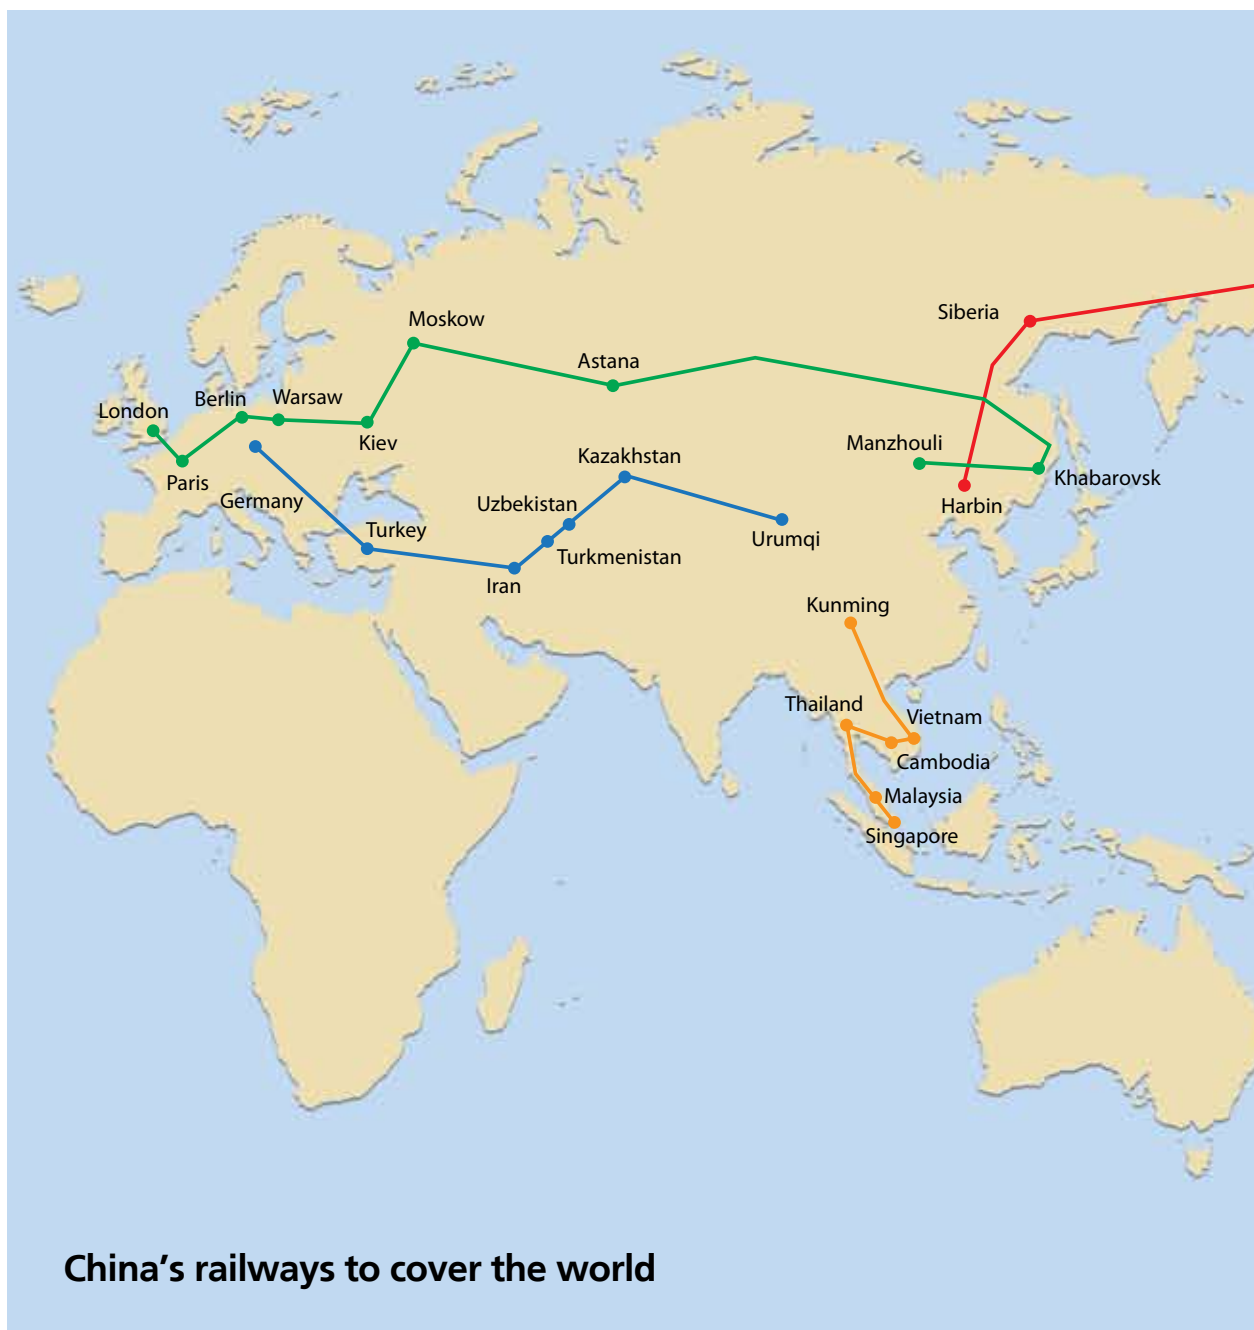 Siberia
Moskow
Astana
Berlin
Warsaw
London
Kiev
Manzhouli
Kazakhstan
Khabarovsk
Paris
Germany
Harbin
Uzbekistan
Turkey
Urumqi
Turkmenistan
Iran
Kunming
Thailand
Vietnam
Cambodia
Malaysia
Singapore
China's railways to cover the world